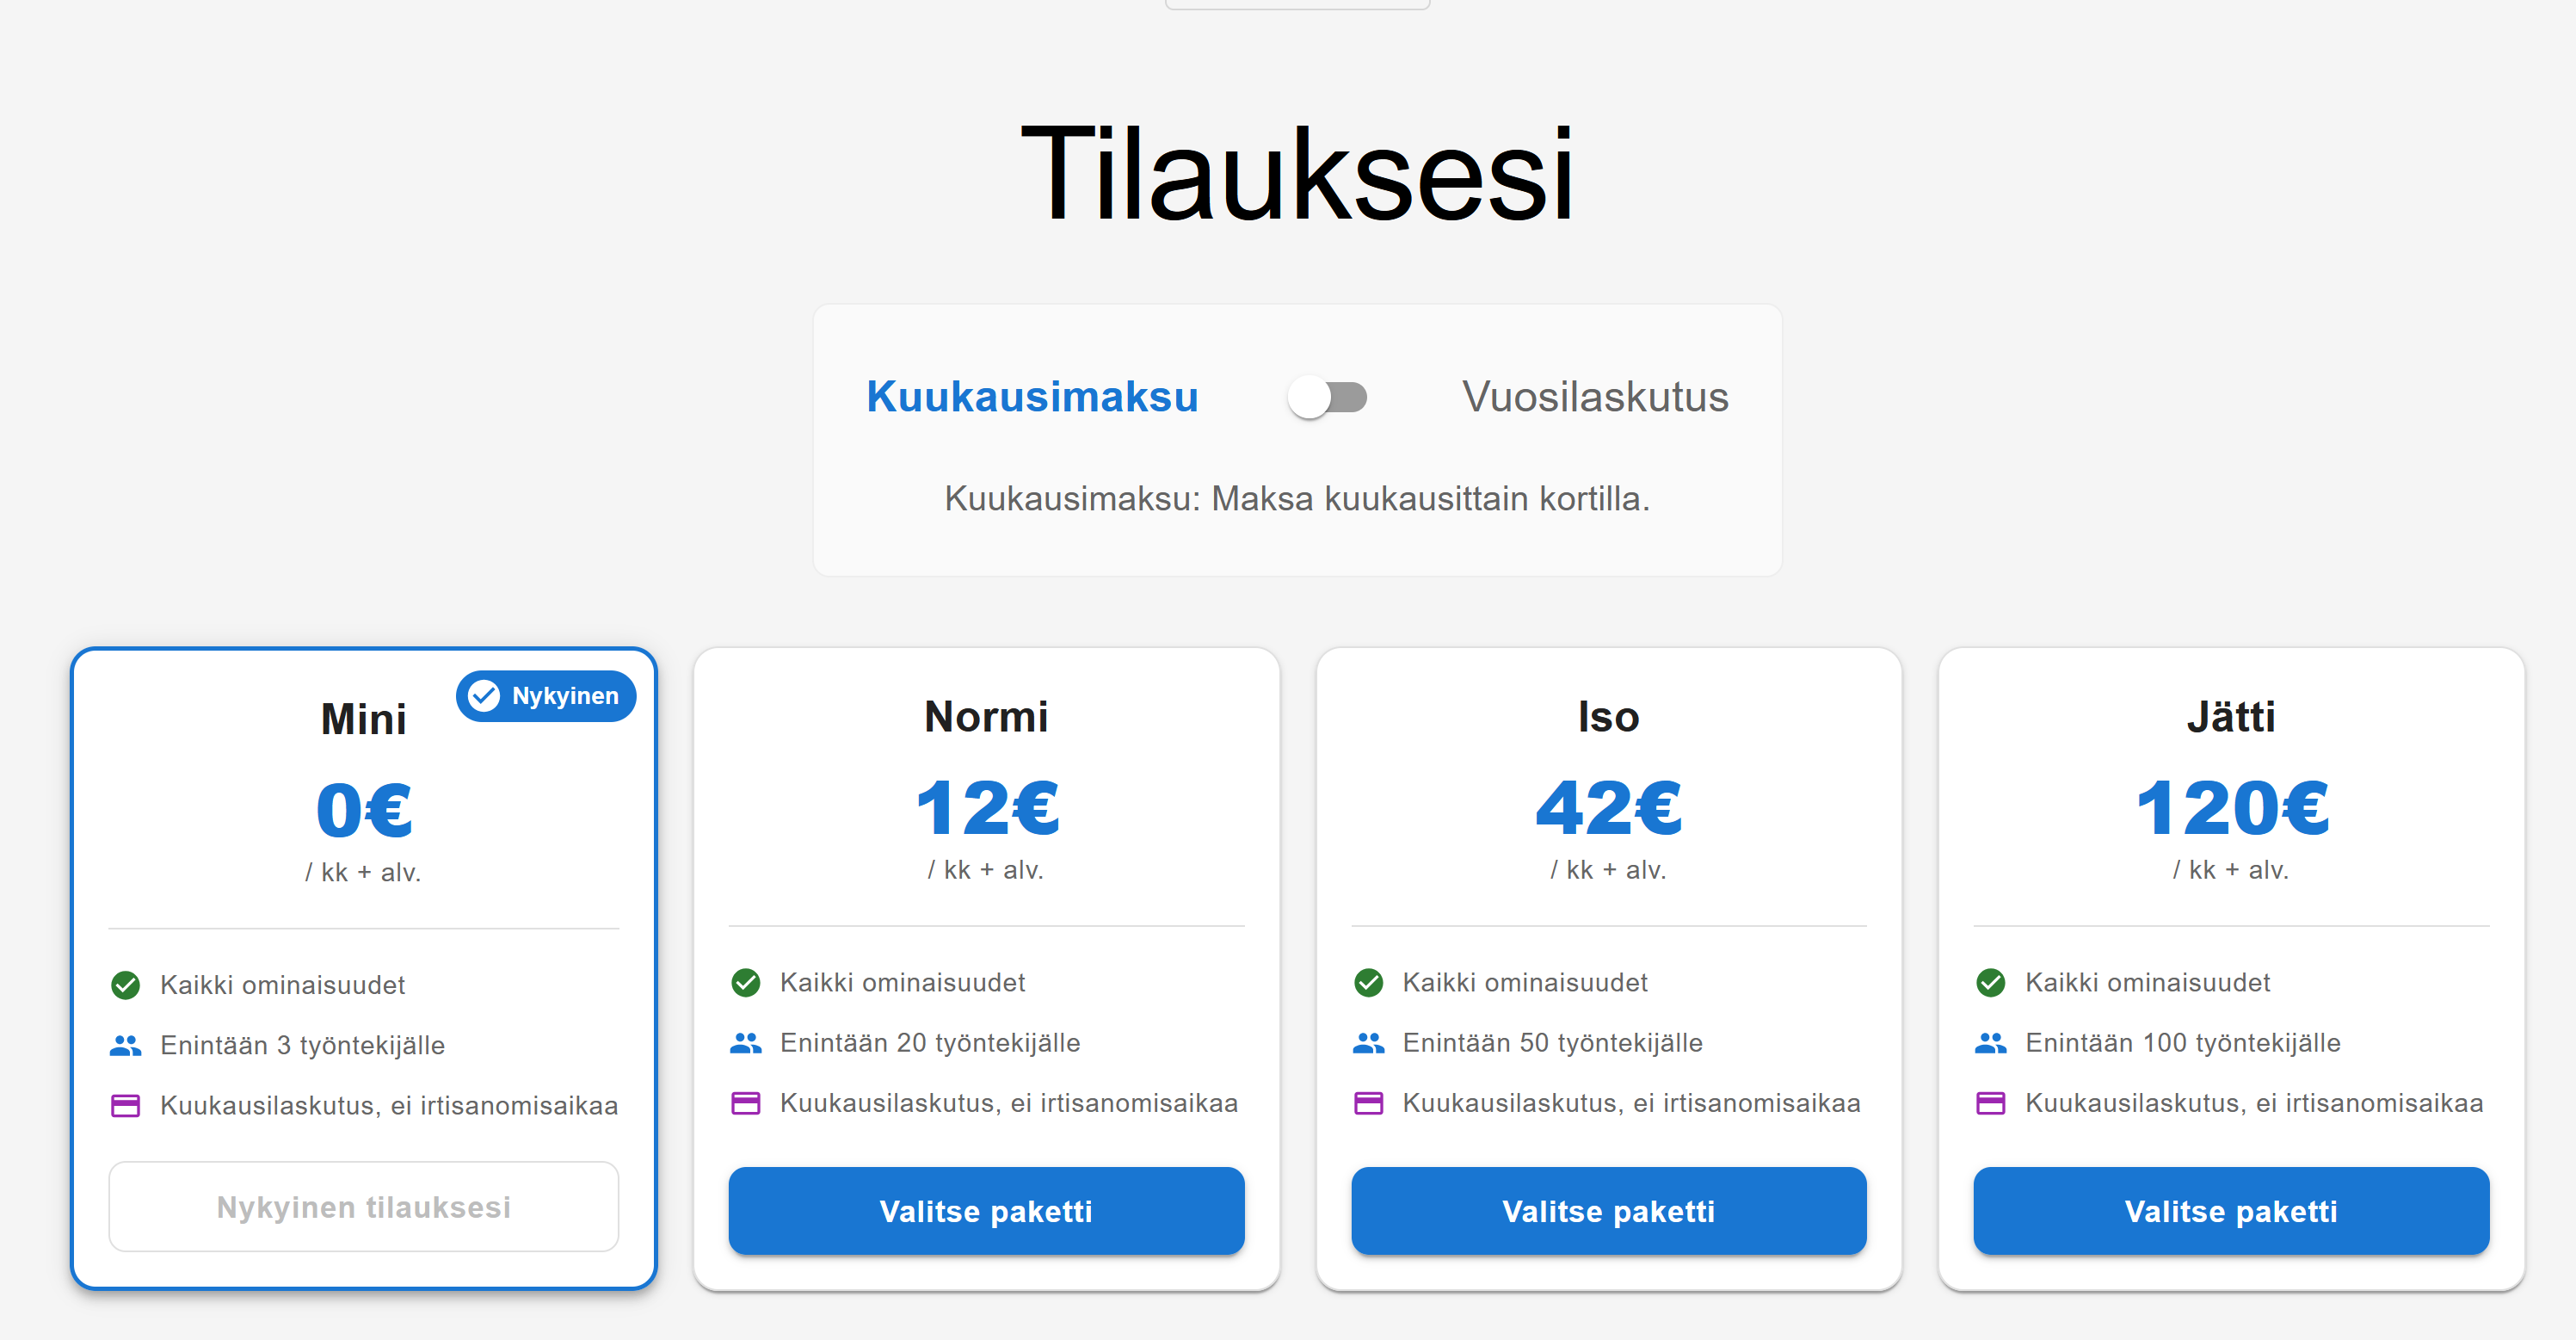 Tilauksesi
Kuukausimaksu
Vuosilaskutus
Kuukausimaksu: Maksa kuukausittain kortilla.
Nykyinen
Mini
0€
/ kk + alv.
Kaikki ominaisuudet
Enintään 3 työntekijälle
Kuukausilaskutus, ei irtisanomisaikaa
Nykyinen tilauksesi
Normi
12€
/ kk + alv.
Kaikki ominaisuudet
Enintään 20 työntekijälle
Kuukausilaskutus, ei irtisanomisaikaa
Valitse paketti
Iso
42€
/ kk + alv.
Kaikki ominaisuudet
Enintään 50 työntekijälle
Kuukausilaskutus, ei irtisanomisaikaa
Valitse paketti
Jätti
120€
/ kk + alv.
Kaikki ominaisuudet
Enintään 100 työntekijälle
Kuukausilaskutus, ei irtisanomisaikaa
Valitse paketti